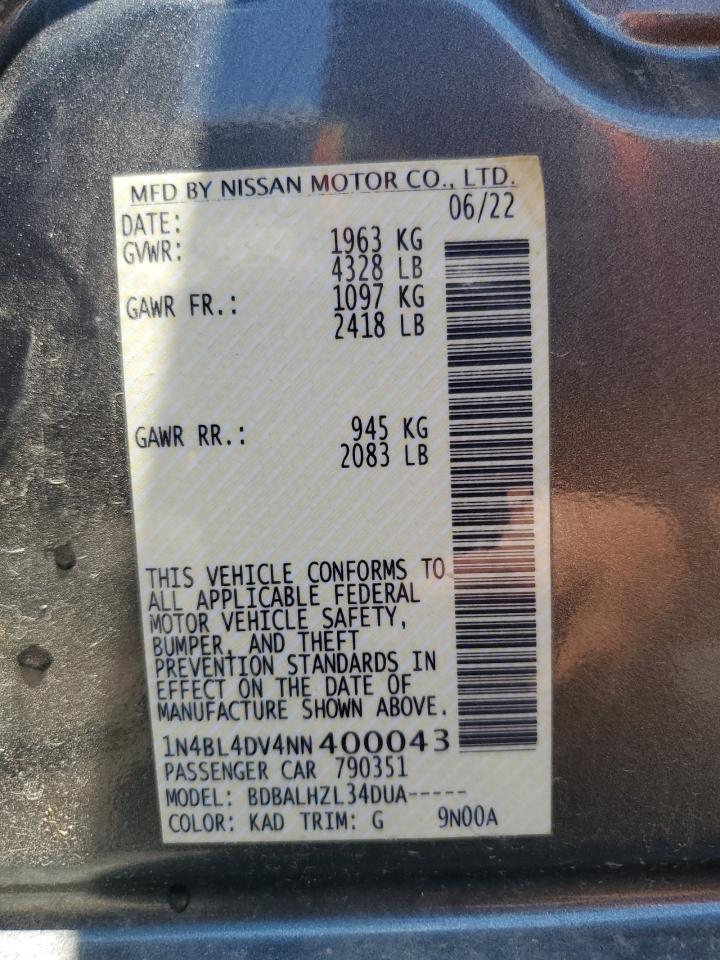 MFD BY NISSAN MOTOR CO., LTD.
DATE: 06/22
GVWR: 1963 KG
4328 LB
GAWR FR.: 1097 KG
2418 LB
GAWR RR.: 945 KG
2083 LB
THIS VEHICLE CONFORMS TO
ALL APPLICABLE FEDERAL
MOTOR VEHICLE SAFETY,
BUMPER, AND THEFT
PREVENTION STANDARDS IN
EFFECT ON THE DATE OF
MANUFACTURE SHOWN ABOVE.
1N4BL4DV4NN400043
PASSENGER CAR 790351
MODEL: BDBALHZL34DUA-----
COLOR: KAD TRIM: G 9N00A